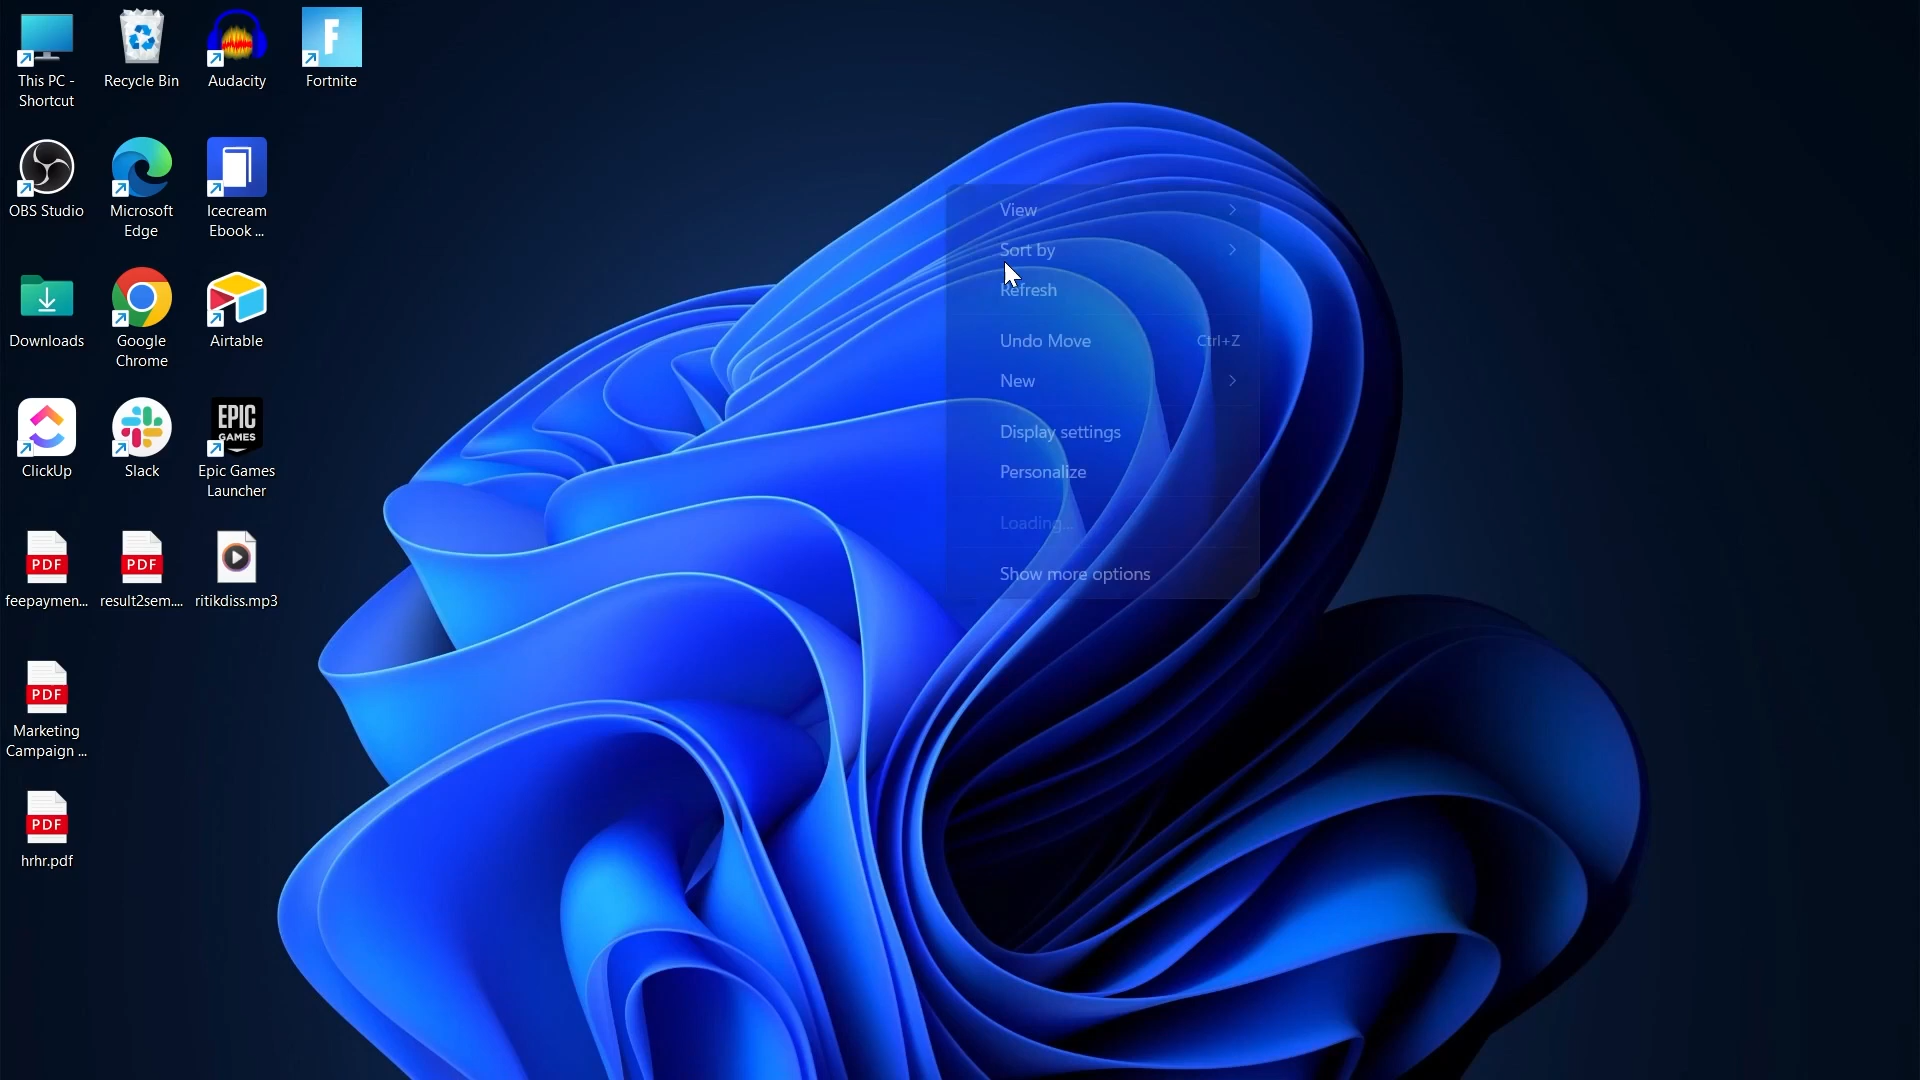 This PC -
Shortcut
Recycle Bin
Audacity
F
Fortnite
OBS Studio
Microsoft
Edge
Icecream
Ebook ...
Downloads
Google
Chrome
Airtable
ClickUp
Slack
EPIC
GAMES
Epic Games
Launcher
PDF
feepaymen...
PDF
result2sem....
ritikdiss.mp3
PDF
Marketing
Campaign ...
PDF
hrhr.pdf
View
Sort by
Refresh
Undo Move Ctrl+Z
New
Display settings
Personalize
Loading...
Show more options